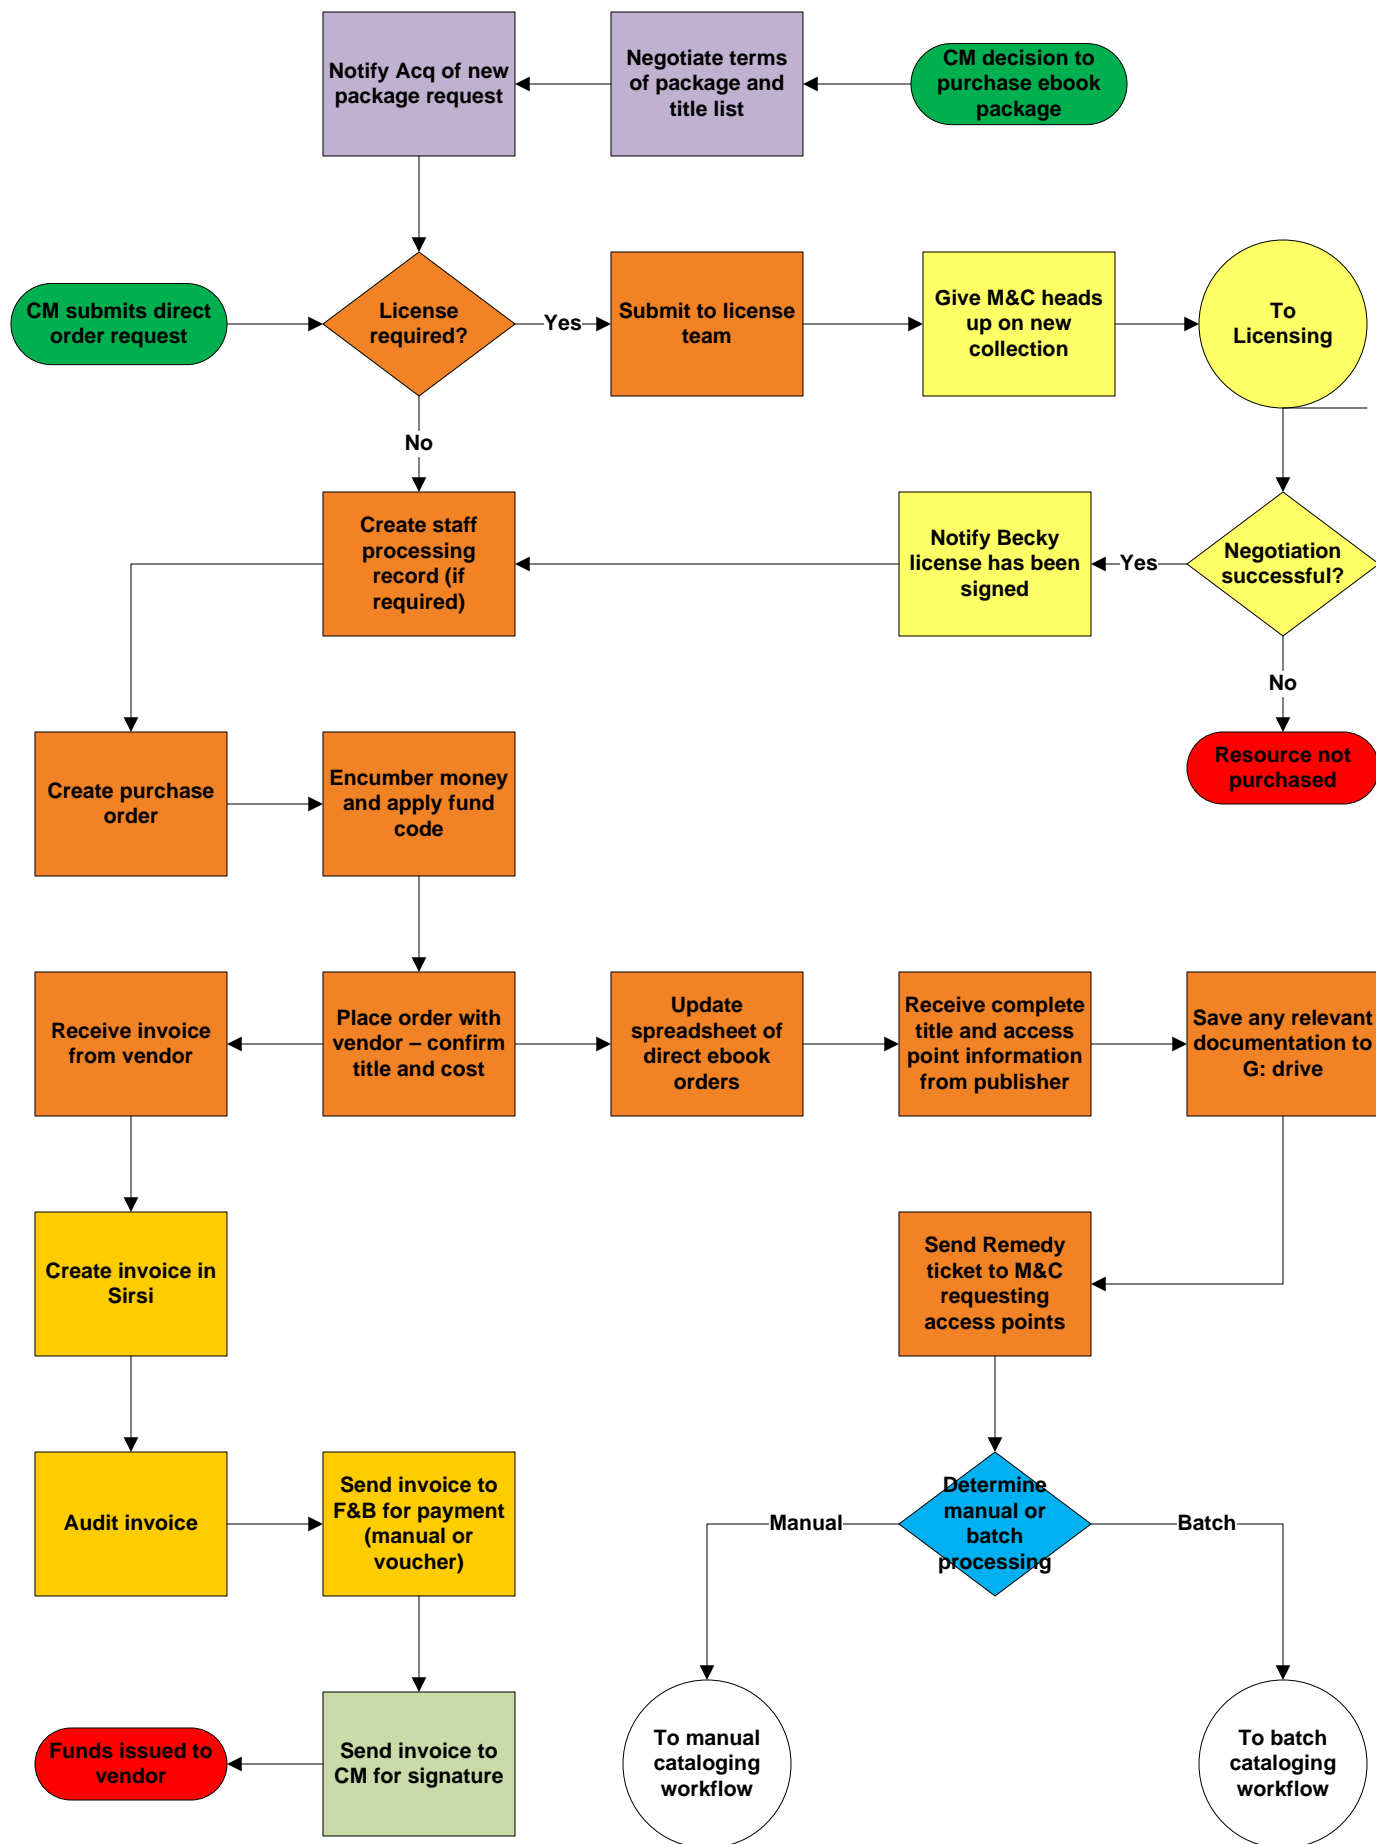 Notify Acq of new
package request
Negotiate terms
of package and
title list
CM decision to
purchase ebook
package
CM submits direct
order request
License
required?
Yes
Submit to license
team
Give M&C heads
up on new
collection
To
Licensing
No
Create staff
processing
record (if
required)
Notify Becky
license has been
signed
Yes
Negotiation
successful?
No
Resource not
purchased
Create purchase
order
Encumber money
and apply fund
code
Receive invoice
from vendor
Place order with
vendor – confirm
title and cost
Update
spreadsheet of
direct ebook
orders
Receive complete
title and access
point information
from publisher
Save any relevant
documentation to
G: drive
Create invoice in
Sirsi
Send Remedy
ticket to M&C
requesting
access points
Audit invoice
Send invoice to
F&B for payment
(manual or
voucher)
Manual
Determine
manual or
batch
processing
Batch
Funds issued to
vendor
Send invoice to
CM for signature
To manual
cataloging
workflow
To batch
cataloging
workflow